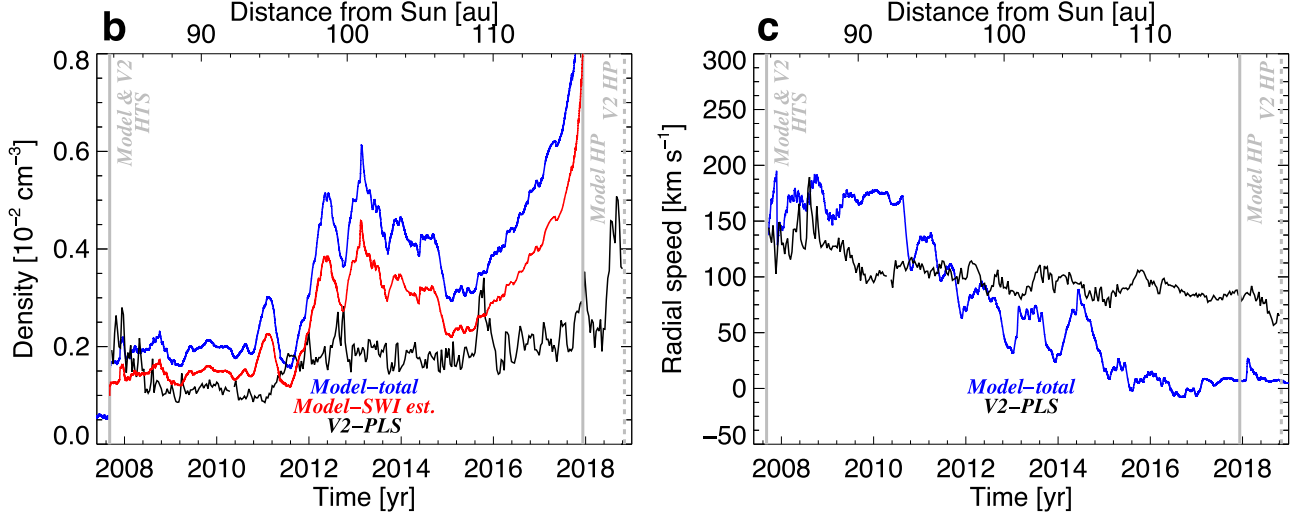 b
Distance from Sun [au]
90 100 110
0.8
0.6
0.4
0.2
0.0
Density [10⁻² cm⁻³]
Model & V2
HTS
Model HP
V2 HP
Model−total
Model−SWI est.
V2−PLS
2008 2010 2012 2014 2016 2018
Time [yr]
c
Distance from Sun [au]
90 100 110
300
250
200
150
100
50
0
−50
Radial speed [km s⁻¹]
Model & V2
HTS
Model HP
V2 HP
Model−total
V2−PLS
2008 2010 2012 2014 2016 2018
Time [yr]